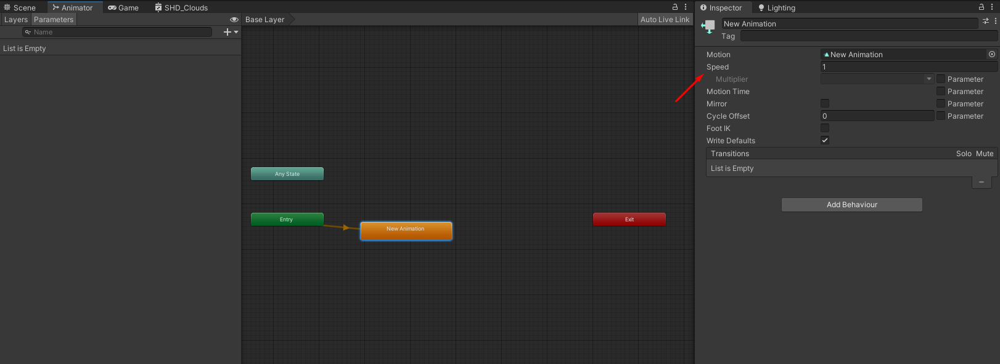 Scene Animator Game SHD_Clouds
Layers Parameters
Name
List is Empty
Base Layer Auto Live Link
Any State
Entry
New Animation
Exit
Inspector Lighting
New Animation
Tag
Motion New Animation
Speed 1
Multiplier Parameter
Motion Time Parameter
Mirror Parameter
Cycle Offset 0 Parameter
Foot IK
Write Defaults
Transitions Solo Mute
List is Empty
Add Behaviour